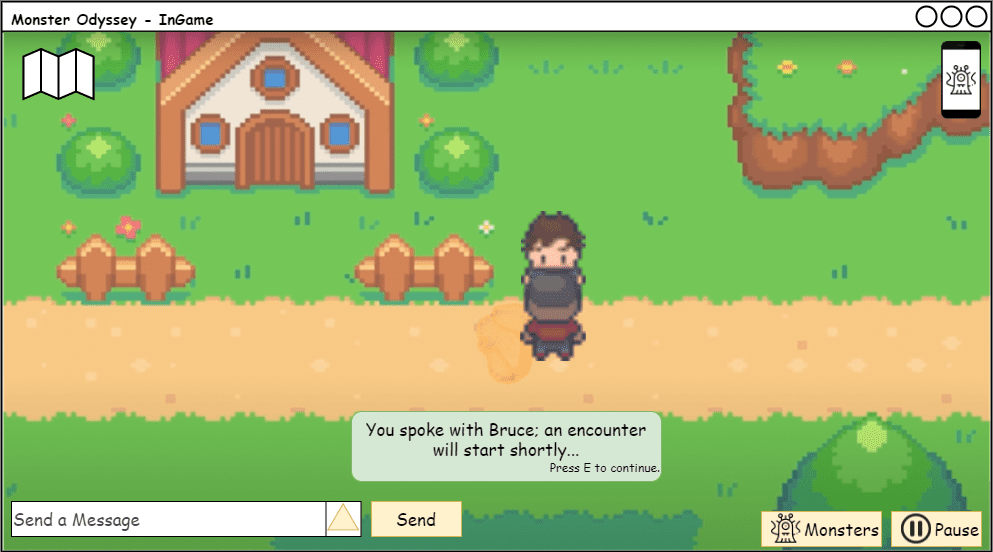 Monster Odyssey - InGame
You spoke with Bruce; an encounter
will start shortly...
Press E to continue.
Send a Message
Send
Monsters
Pause